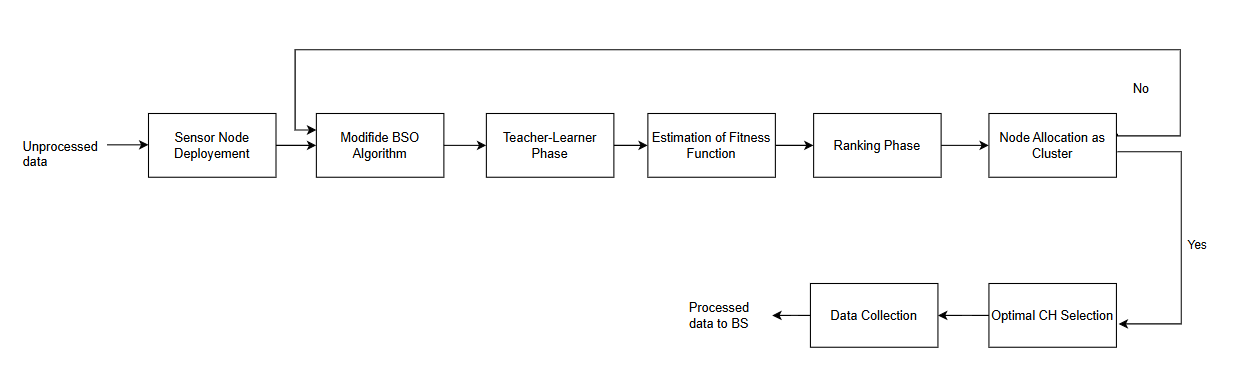 No
Unprocessed
data
Sensor Node
Deployement
Modifide BSO
Algorithm
Teacher-Learner
Phase
Estimation of Fitness
Function
Ranking Phase
Node Allocation as
Cluster
Yes
Processed
data to BS
Data Collection
Optimal CH Selection